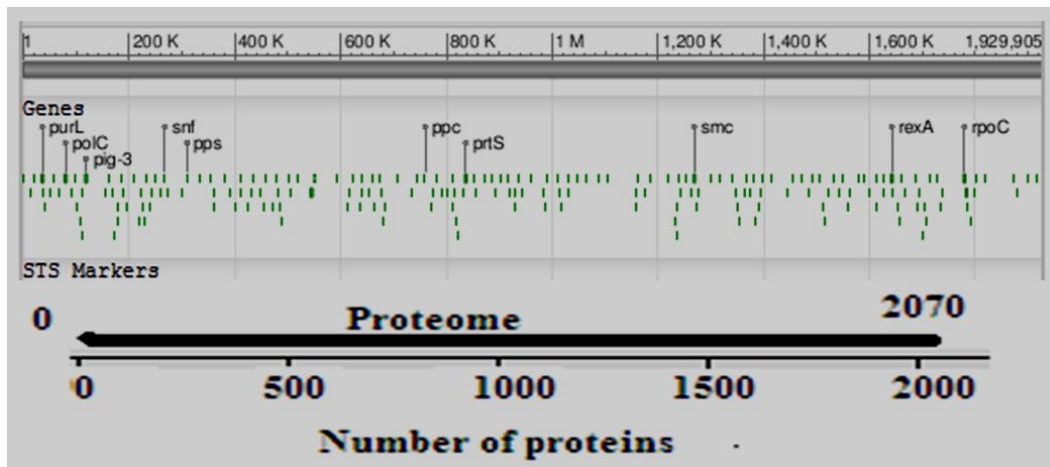 1 200 K 400 K 600 K 800 K 1 M 1,200 K 1,400 K 1,600 K 1,929,905
Genes
purL snf ppc smc rexA rpoC
polC pps prtS
pig-3
STS Markers
0 Proteome 2070
0 500 1000 1500 2000
Number of proteins